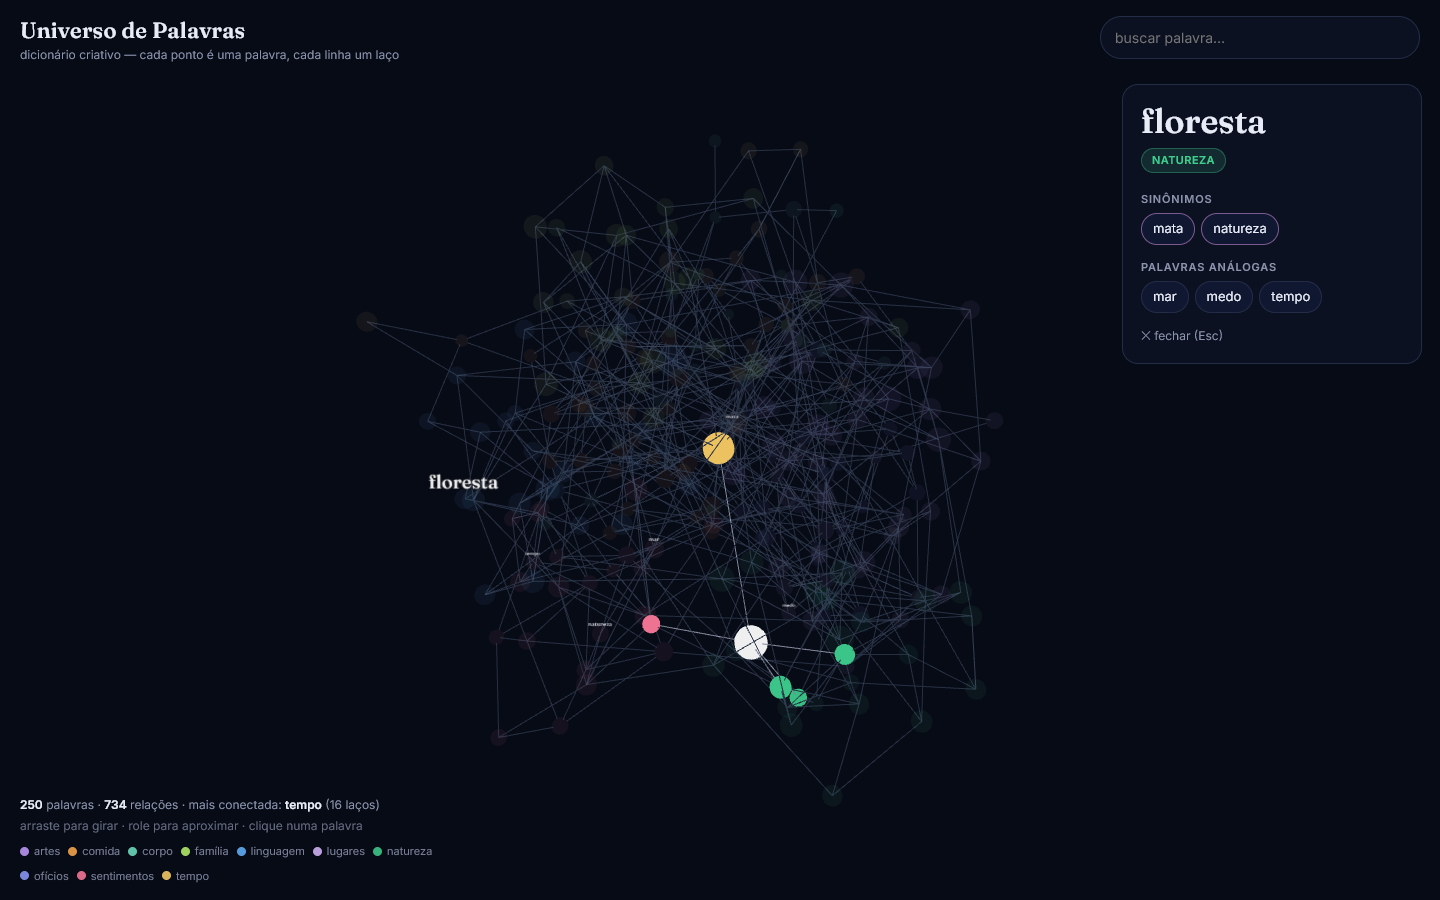 Universo de Palavras
dicionário criativo — cada ponto é uma palavra, cada linha um laço
buscar palavra...
floresta
NATUREZA
SINÔNIMOS
mata natureza
PALAVRAS ANÁLOGAS
mar medo tempo
× fechar (Esc)
floresta
tempo
medo
250 palavras · 734 relações · mais conectada: tempo (16 laços)
arraste para girar · role para aproximar · clique numa palavra
artes comida corpo família linguagem lugares natureza
ofícios sentimentos tempo